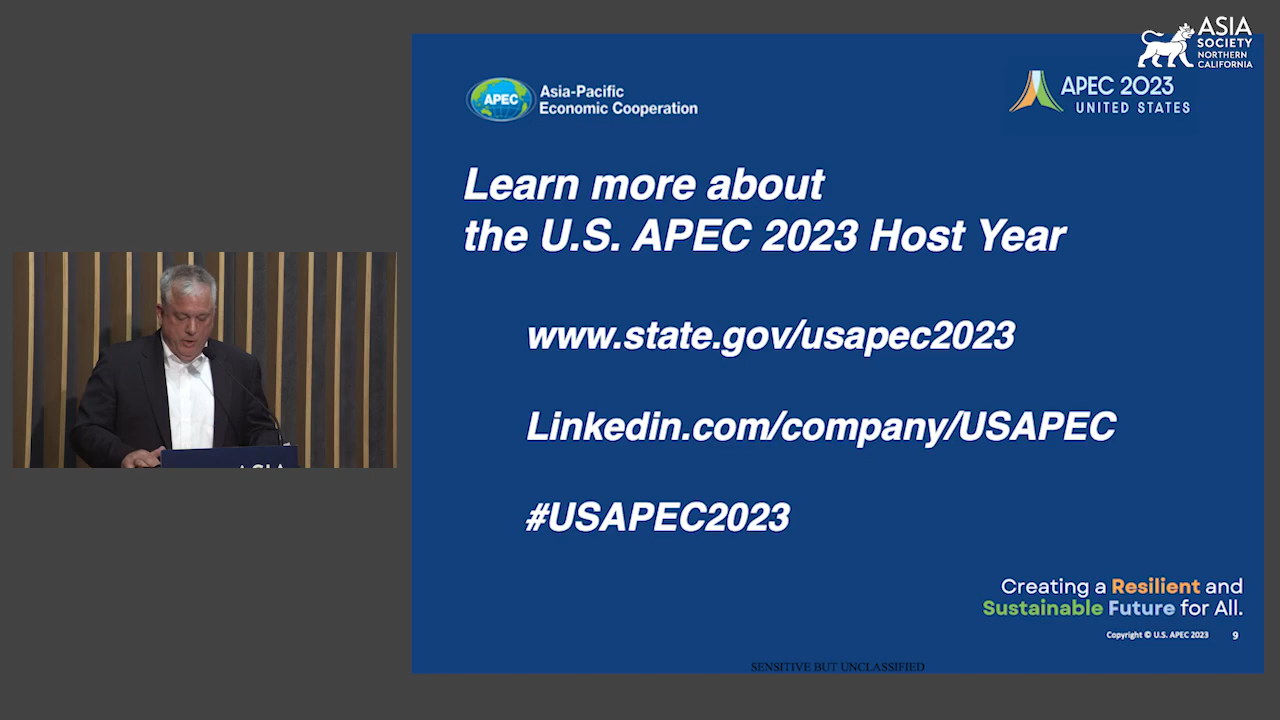 ASIA
SOCIETY
NORTHERN
CALIFORNIA
APEC
Asia-Pacific
Economic Cooperation
APEC 2023
UNITED STATES
Learn more about
the U.S. APEC 2023 Host Year
www.state.gov/usapec2023
Linkedin.com/company/USAPEC
#USAPEC2023
Creating a Resilient and
Sustainable Future for All.
Copyright © U.S. APEC 2023 9
SENSITIVE BUT UNCLASSIFIED
ASIA